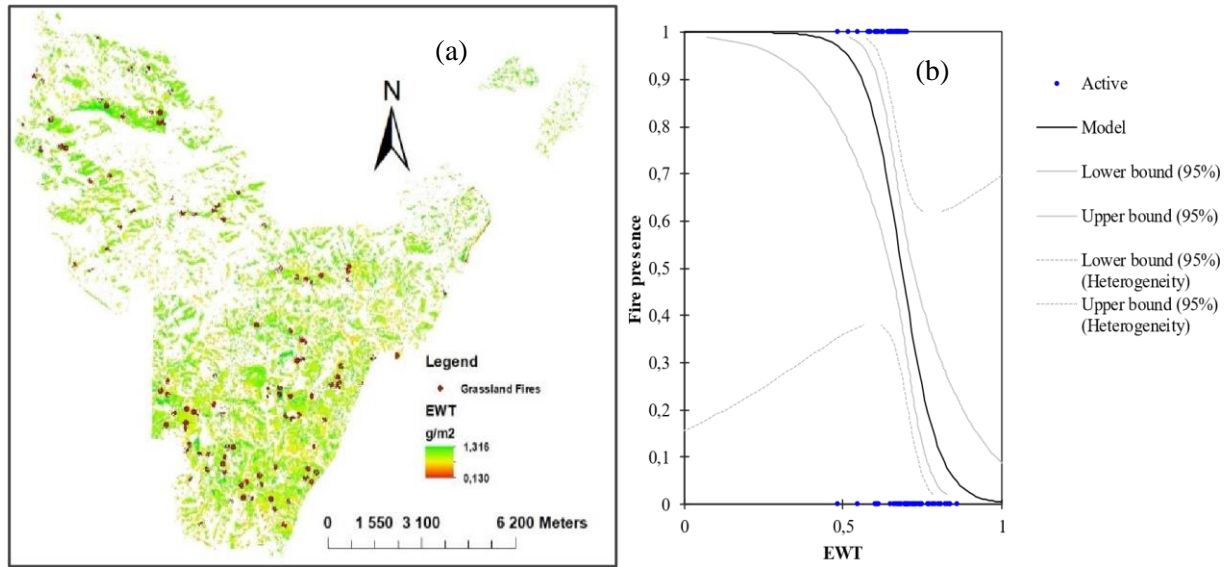 (a)
N
Legend
Grassland Fires
EWT
g/m2
1,316
0,130
0 1 550 3 100 6 200 Meters
(b)
Fire presence
1
0,9
0,8
0,7
0,6
0,5
0,4
0,3
0,2
0,1
0
0 0,5 1
EWT
Active
Model
Lower bound (95%)
Upper bound (95%)
Lower bound (95%)
(Heterogeneity)
Upper bound (95%)
(Heterogeneity)